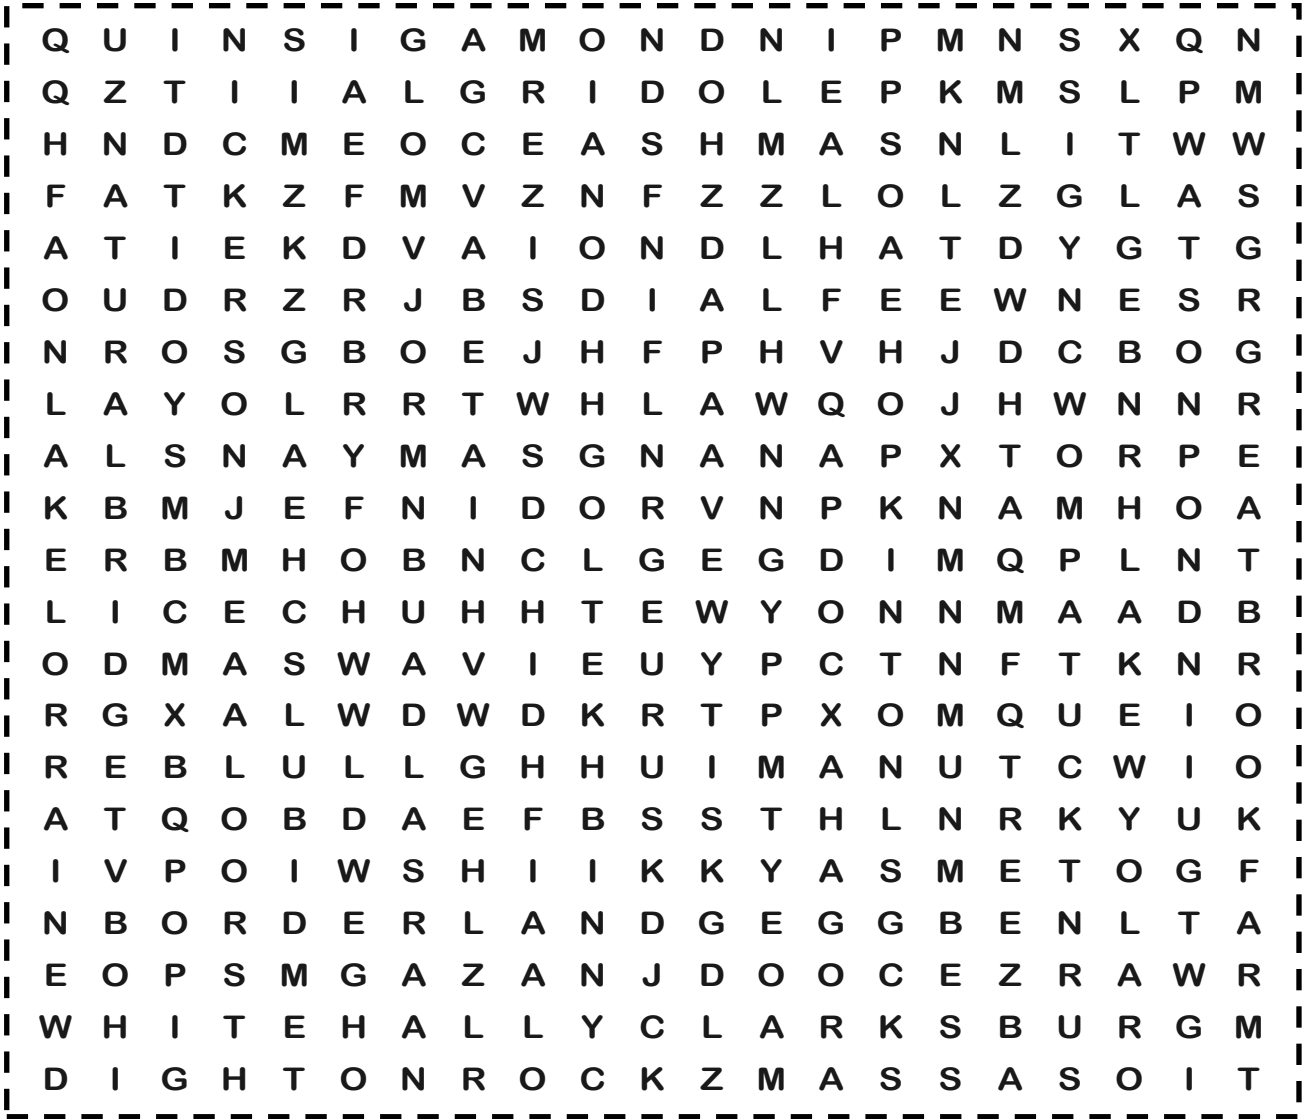 Q U I N S I G A M O N D N I P M N S X Q N
Q Z T I I A L G R I D O L E P K M S L P M
H N D C M E O C E A S H M A S N L I T W W
F A T K Z F M V Z N F Z Z L O L Z G L A S
A T I E K D V A I O N D L H A T D Y G T G
O U D R Z R J B S D I A L F E E W N E S R
N R O S G B O E J H F P H V H J D C B O G
L A Y O L R R T W H L A W Q O J H W N N R
A L S N A Y M A S G N A N A P X T O R P E
K B M J E F N I D O R V N P K N A M H O A
E R B M H O B N C L G E G D I M Q P L N T
L I C E C H U H H T E W Y O N N M A A D B
O D M A S W A V I E U Y P C T N F T K N R
R G X A L W D W D K R T P X O M Q U E I O
R E B L U L L G H H U I M A N U T C W I O
A T Q O B D A E F B S S T H L N R K Y U K
I V P O I W S H I I K K Y A S M E T O G F
N B O R D E R L A N D G E G G B E N L T A
E O P S M G A Z A N J D O O C E Z R A W R
W H I T E H A L L Y C L A R K S B U R G M
D I G H T O N R O C K Z M A S S A S O I T